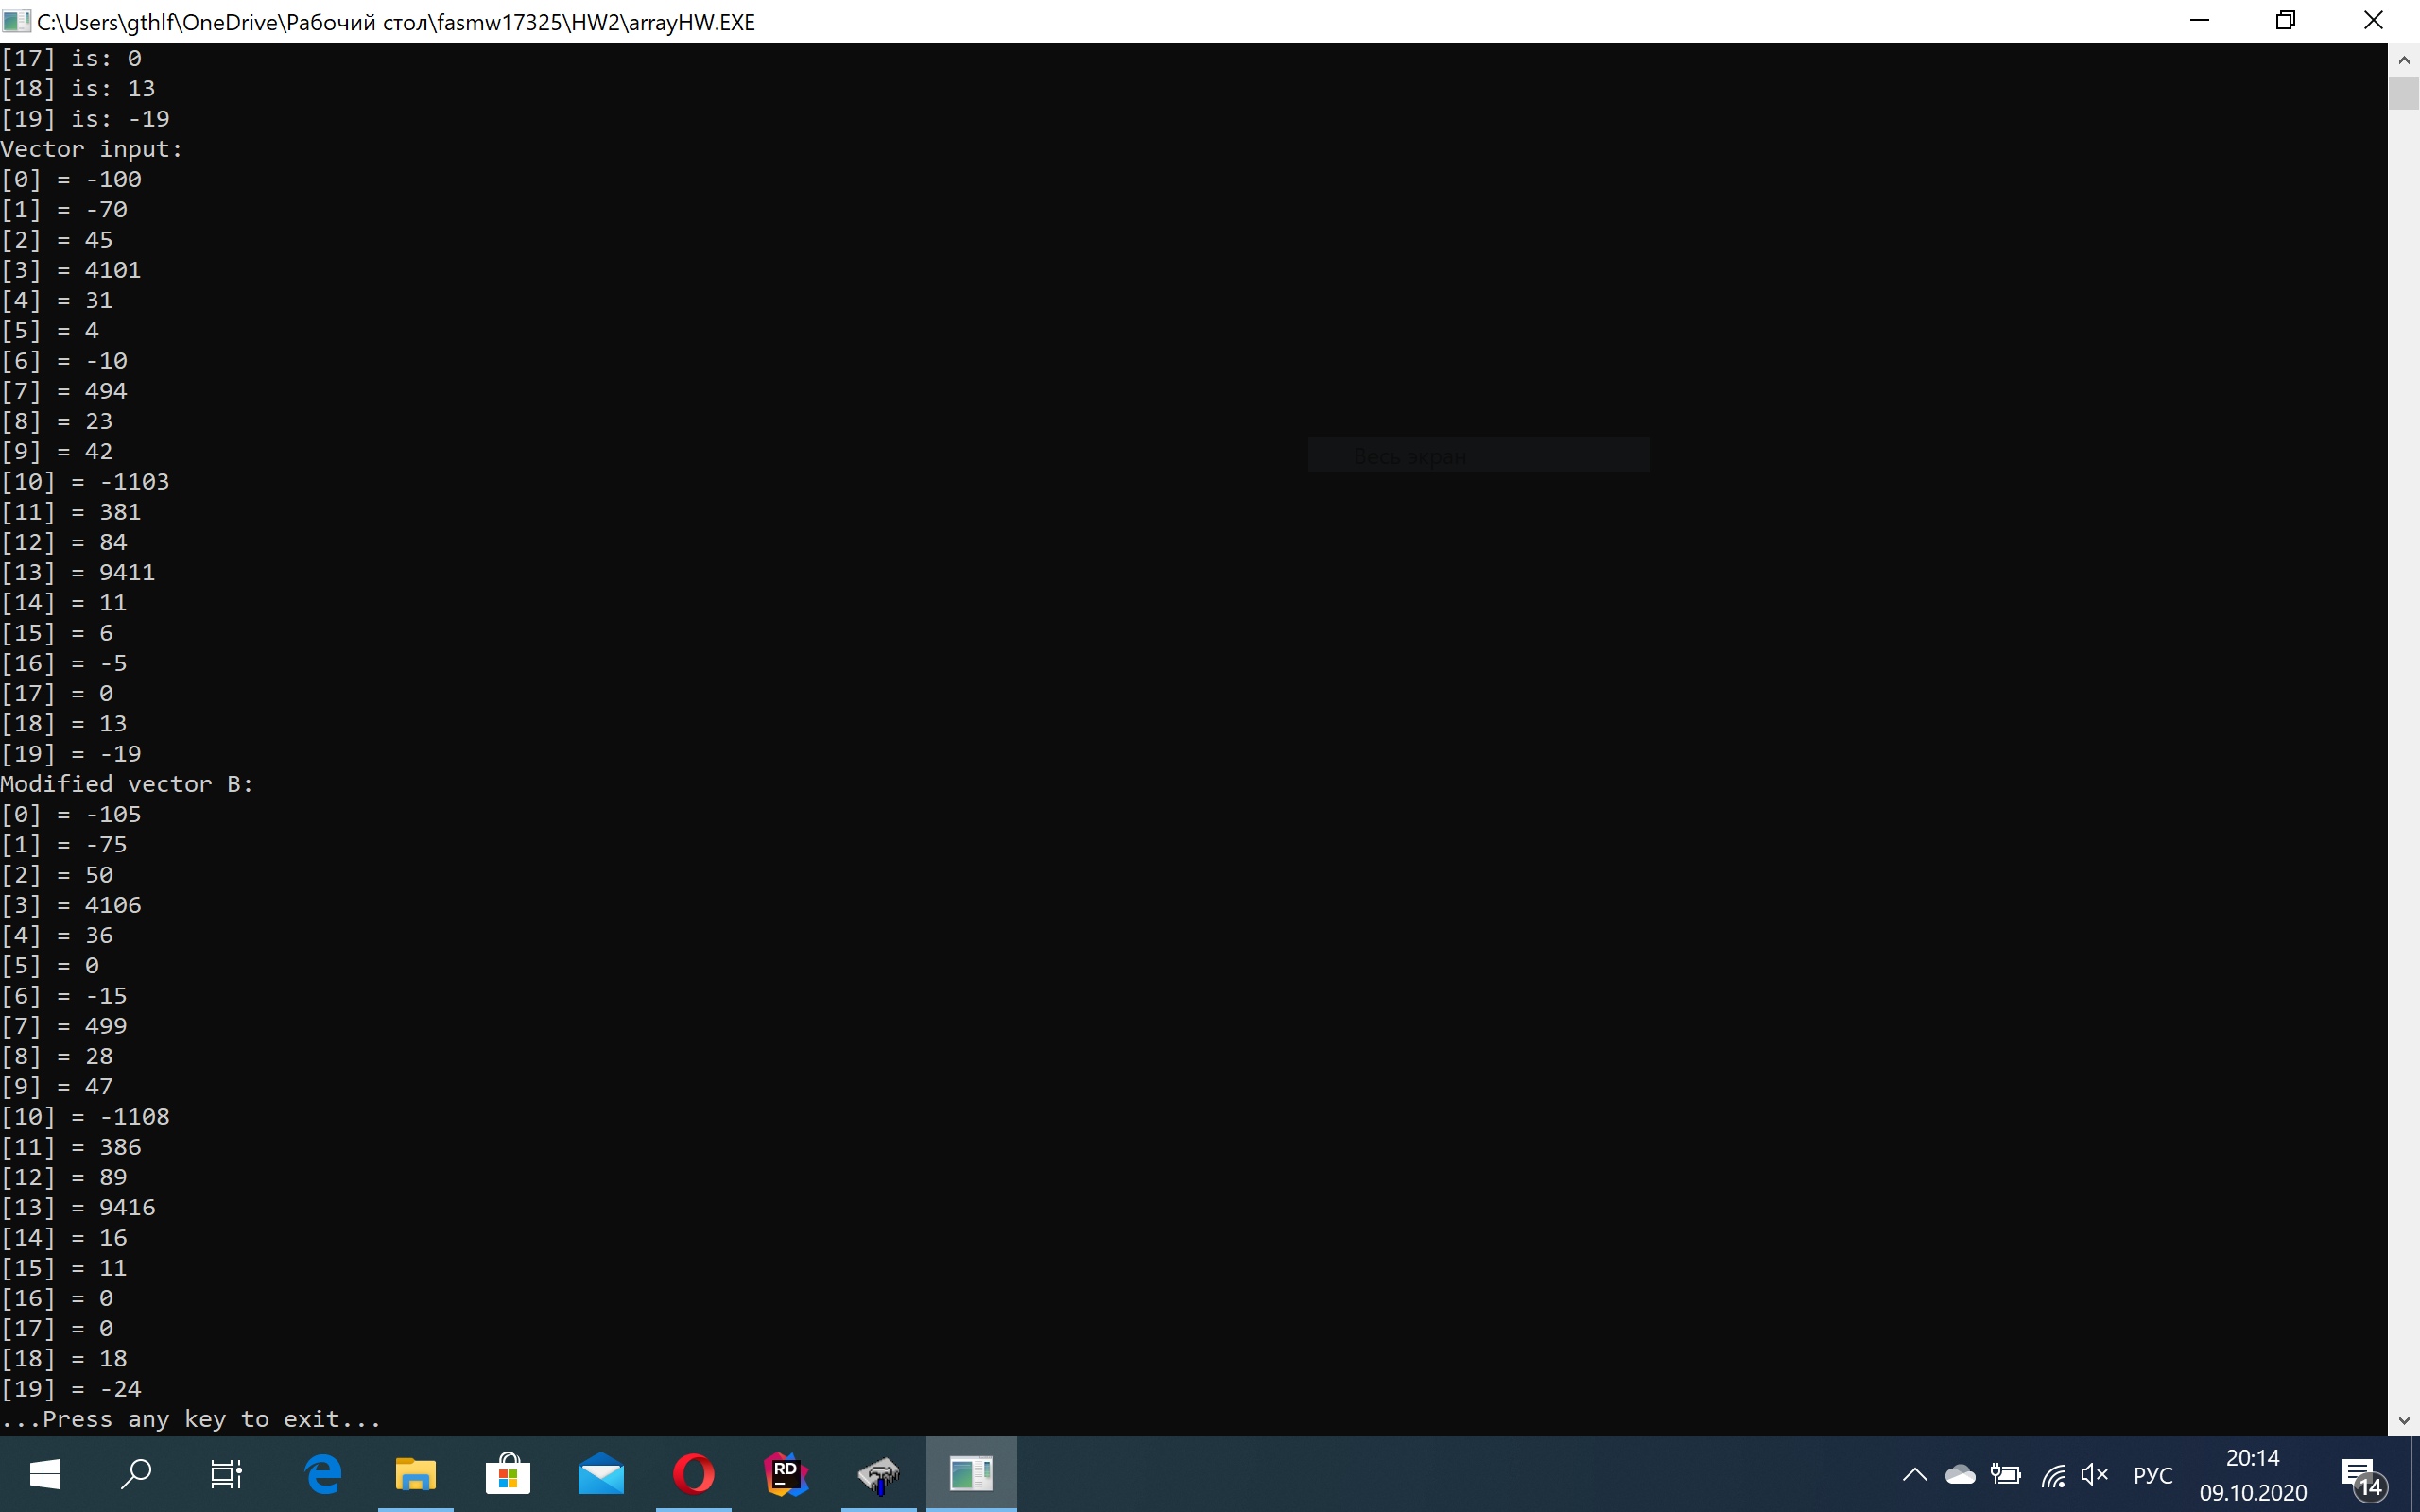 C:\Users\gthlf\OneDrive\Рабочий стол\fasmw17325\HW2\arrayHW.EXE
[17] is: 0
[18] is: 13
[19] is: -19
Vector input:
[0] = -100
[1] = -70
[2] = 45
[3] = 4101
[4] = 31
[5] = 4
[6] = -10
[7] = 494
[8] = 23
[9] = 42
[10] = -1103
[11] = 381
[12] = 84
[13] = 9411
[14] = 11
[15] = 6
[16] = -5
[17] = 0
[18] = 13
[19] = -19
Весь экран
Modified vector B:
[0] = -105
[1] = -75
[2] = 50
[3] = 4106
[4] = 36
[5] = 0
[6] = -15
[7] = 499
[8] = 28
[9] = 47
[10] = -1108
[11] = 386
[12] = 89
[13] = 9416
[14] = 16
[15] = 11
[16] = 0
[17] = 0
[18] = 18
[19] = -24
...Press any key to exit...
RD
РУС
20:14
09.10.2020
14